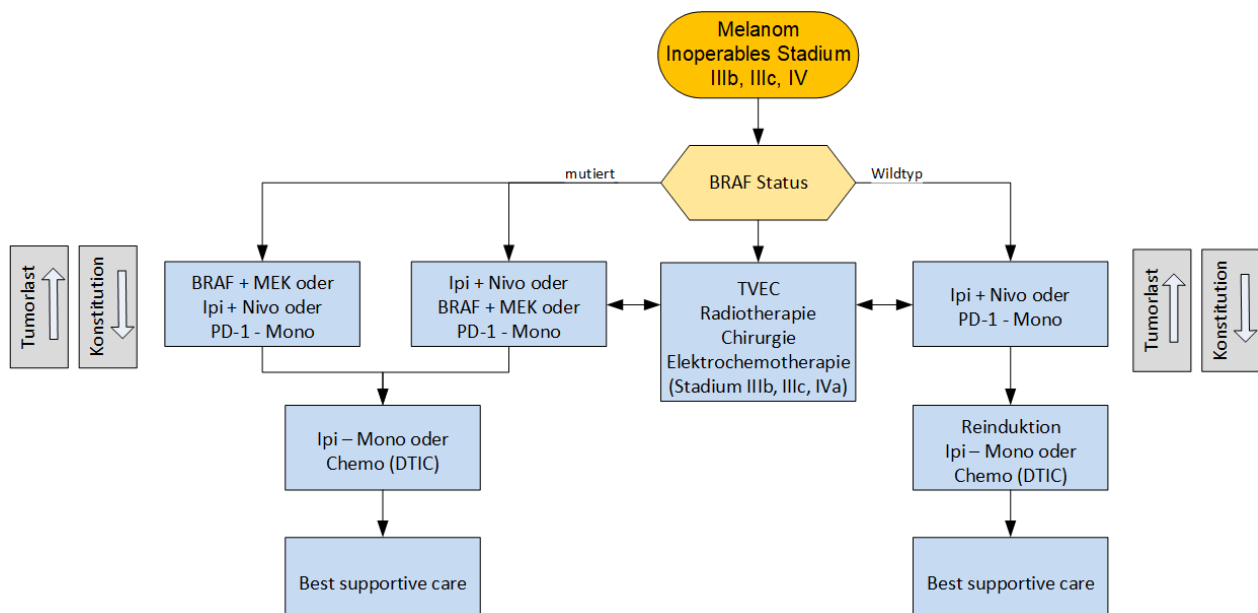 Melanom
Inoperables Stadium
IIIb, IIIc, IV
mutiert
BRAF Status
Wildtyp
Tumorlast
Konstitution
BRAF + MEK oder
Ipi + Nivo oder
PD-1 - Mono
Ipi + Nivo oder
BRAF + MEK oder
PD-1 - Mono
TVEC
Radiotherapie
Chirurgie
Elektrochemotherapie
(Stadium IIIb, IIIc, IVa)
Ipi + Nivo oder
PD-1 - Mono
Tumorlast
Konstitution
Ipi – Mono oder
Chemo (DTIC)
Reinduktion
Ipi – Mono oder
Chemo (DTIC)
Best supportive care
Best supportive care